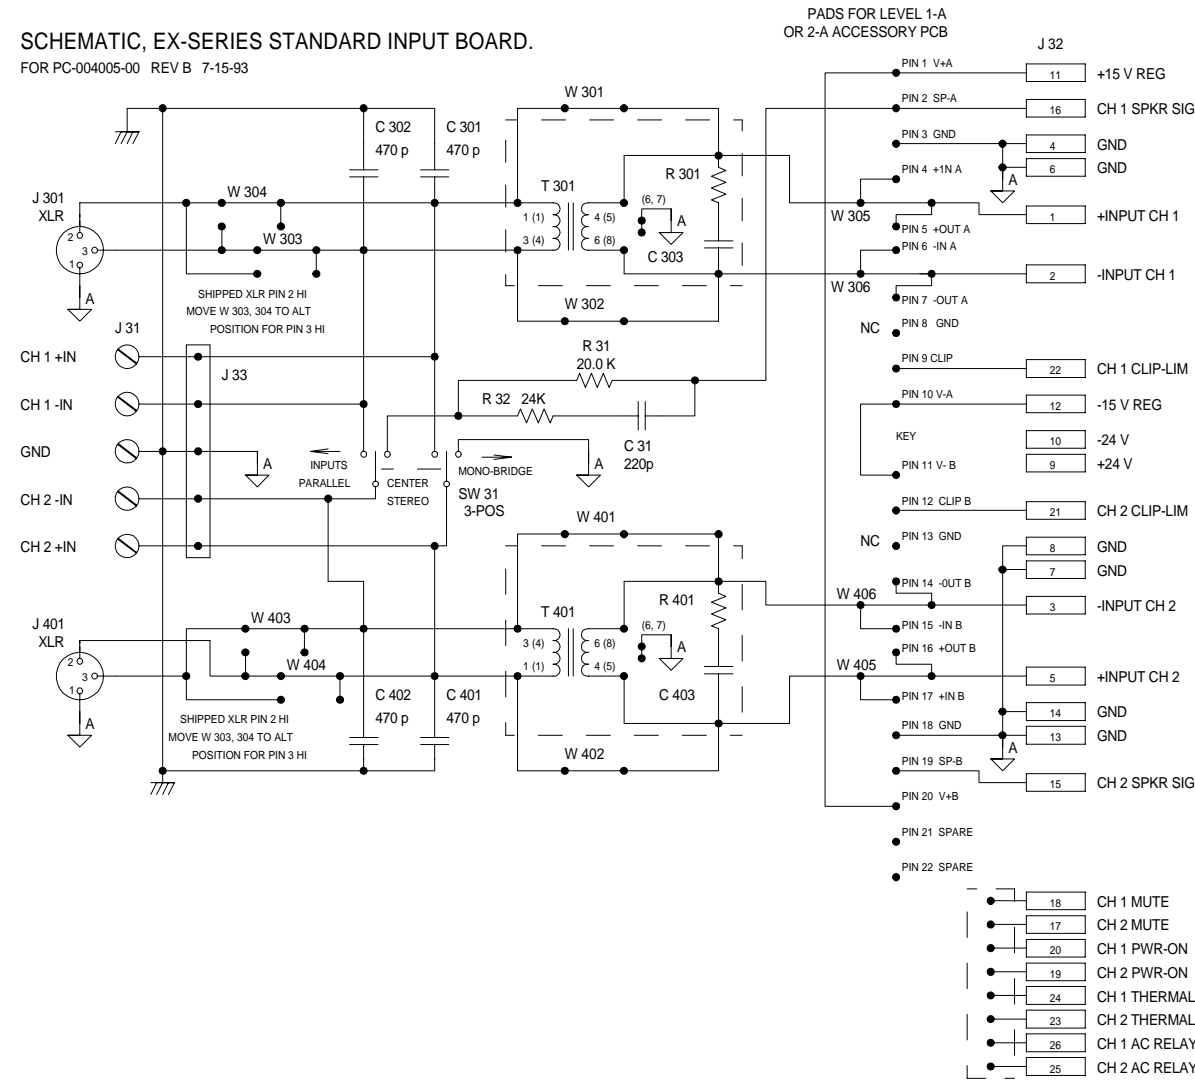 SCHEMATIC, EX-SERIES STANDARD INPUT BOARD.
FOR PC-004005-00 REV B 7-15-93
PADS FOR LEVEL 1-A
OR 2-A ACCESSORY PCB
J 32
PIN 1 V+A
11
+15 V REG
PIN 2 SP-A
16
CH 1 SPKR SIG
PIN 3 GND
4
GND
6
GND
A
PIN 4 +1N A
W 305
PIN 5 +OUT A
1
+INPUT CH 1
PIN 6 -IN A
W 306
2
-INPUT CH 1
PIN 7 -OUT A
NC
PIN 8 GND
PIN 9 CLIP
22
CH 1 CLIP-LIM
PIN 10 V-A
12
-15 V REG
KEY
10
-24 V
9
+24 V
PIN 11 V- B
PIN 12 CLIP B
21
CH 2 CLIP-LIM
NC
PIN 13 GND
8
GND
7
GND
PIN 14 -0UT B
W 406
3
-INPUT CH 2
PIN 15 -IN B
PIN 16 +OUT B
W 405
5
+INPUT CH 2
PIN 17 +IN B
14
GND
PIN 18 GND
13
GND
A
PIN 19 SP-B
15
CH 2 SPKR SIG
PIN 20 V+B
PIN 21 SPARE
PIN 22 SPARE
18
CH 1 MUTE
17
CH 2 MUTE
20
CH 1 PWR-ON
19
CH 2 PWR-ON
24
CH 1 THERMAL
23
CH 2 THERMAL
26
CH 1 AC RELAY
25
CH 2 AC RELAY
W 301
C 302
470 p
C 301
470 p
J 301
XLR
2
3
1
A
W 304
W 303
T 301
1 (1)
3 (4)
4 (5)
6 (8)
(6, 7)
A
R 301
C 303
W 302
SHIPPED XLR PIN 2 HI
MOVE W 303, 304 TO ALT
POSITION FOR PIN 3 HI
J 31
J 33
CH 1 +IN
CH 1 -IN
GND
CH 2 -IN
CH 2 +IN
A
R 31
20.0 K
R 32 24K
C 31
220p
A
INPUTS
PARALLEL
CENTER
STEREO
MONO-BRIDGE
SW 31
3-POS
W 401
J 401
XLR
2
3
1
A
W 403
W 404
T 401
3 (4)
1 (1)
6 (8)
4 (5)
(6, 7)
A
R 401
C 403
C 402
470 p
C 401
470 p
W 402
SHIPPED XLR PIN 2 HI
MOVE W 303, 304 TO ALT
POSITION FOR PIN 3 HI